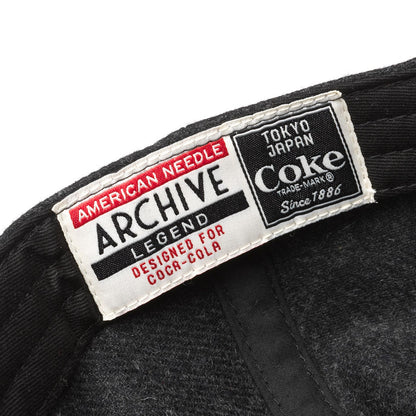 AMERICAN NEEDLE
ARCHIVE
LEGEND
DESIGNED FOR
COCA-COLA
TOKYO
JAPAN
Coke
TRADE-MARK®
Since 1886